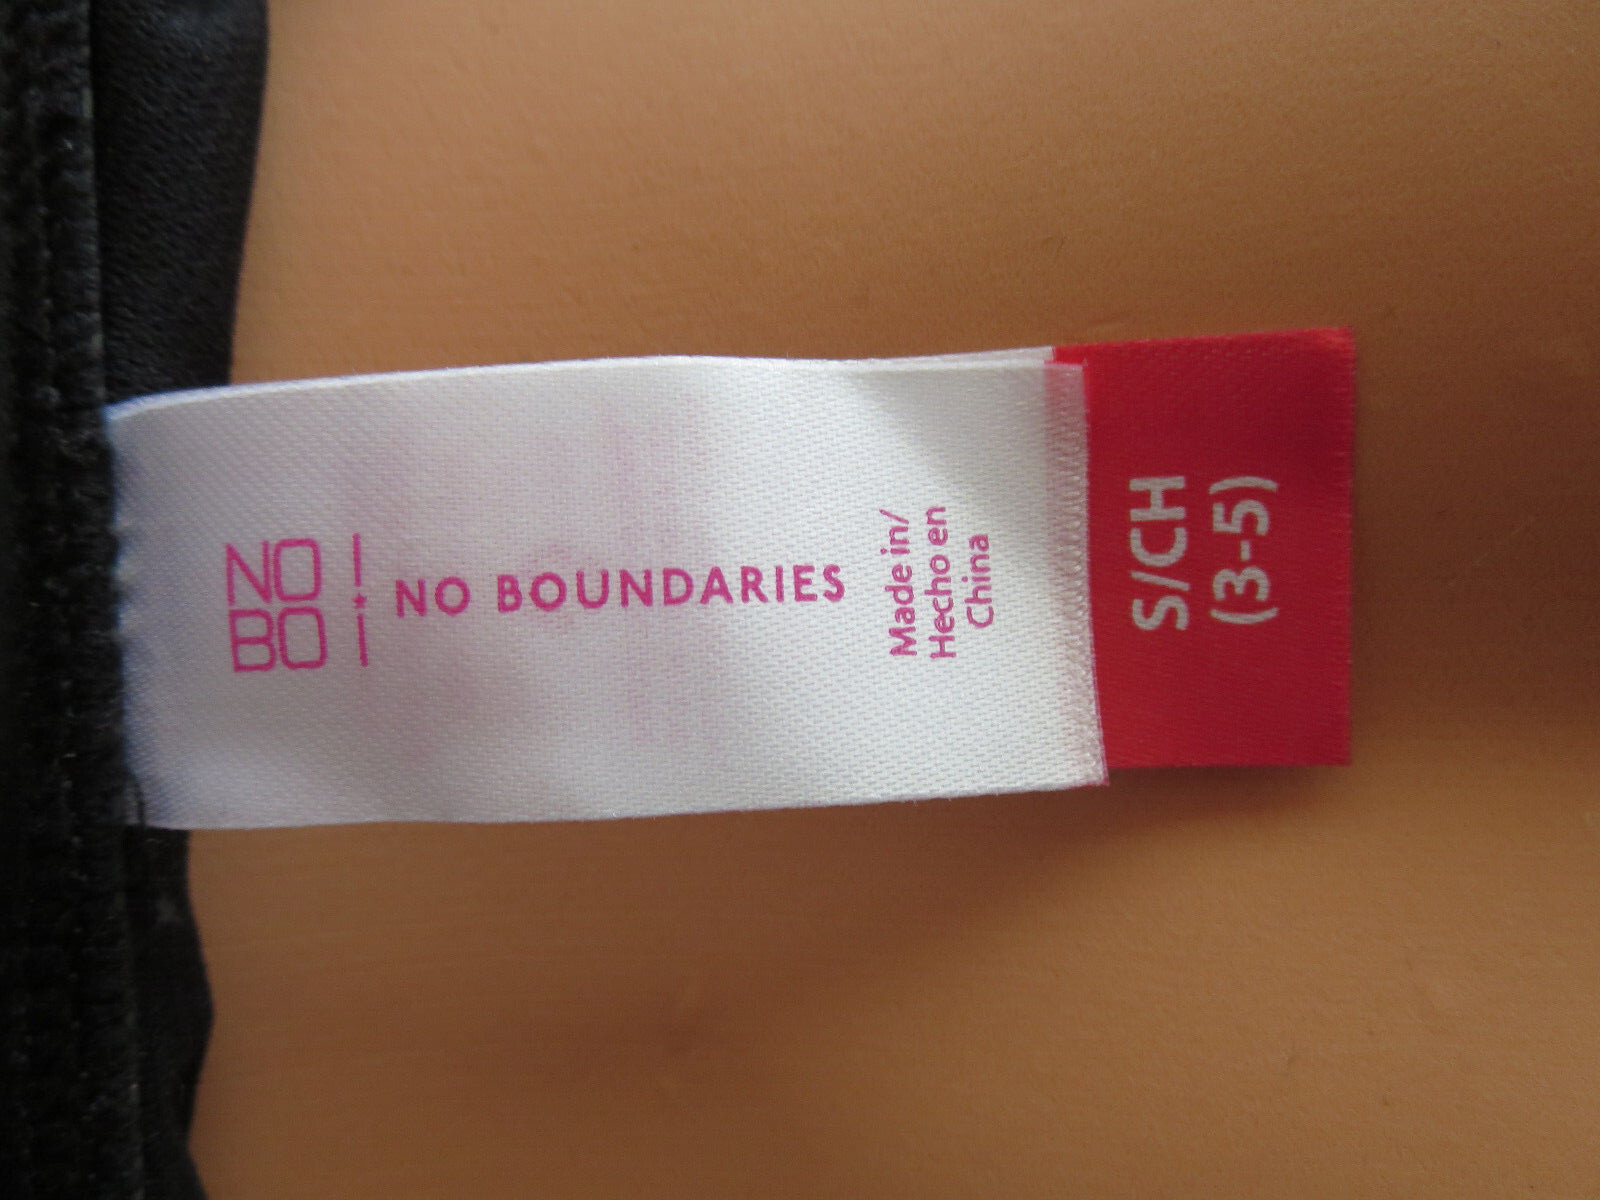 NO
BO
NO BOUNDARIES
Made in/
Hecho en
China
S/CH
(3-5)